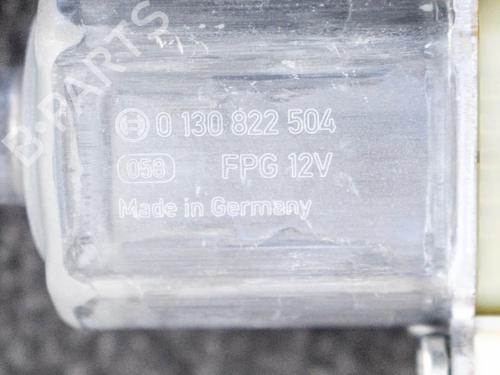 B-PARTS
0 130 822 504
058 FPG 12V
Made in Germany